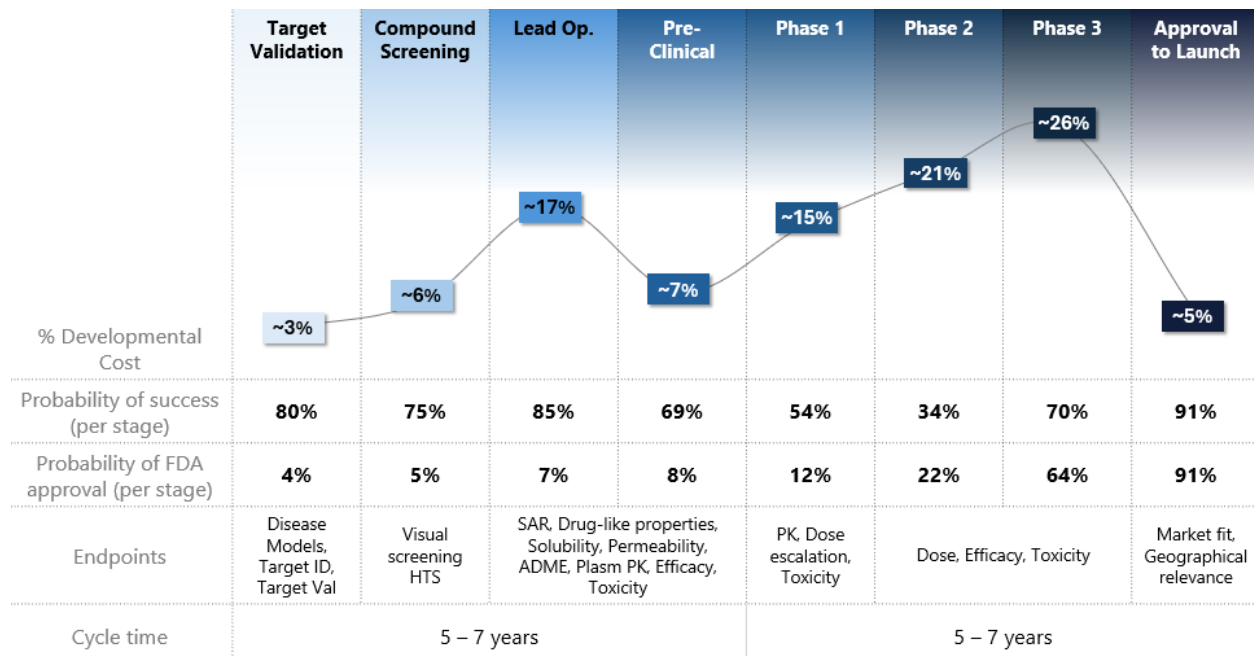 Target
Validation
Compound
Screening
Lead Op.
Pre-
Clinical
Phase 1
Phase 2
Phase 3
Approval
to Launch
% Developmental
Cost
~3%
~6%
~17%
~7%
~15%
~21%
~26%
~5%
Probability of success
(per stage)
80%
75%
85%
69%
54%
34%
70%
91%
Probability of FDA
approval (per stage)
4%
5%
7%
8%
12%
22%
64%
91%
Endpoints
Disease
Models,
Target ID,
Target Val
Visual
screening
HTS
SAR, Drug-like properties,
Solubility, Permeability,
ADME, Plasm PK, Efficacy,
Toxicity
PK, Dose
escalation,
Toxicity
Dose, Efficacy, Toxicity
Market fit,
Geographical
relevance
Cycle time
5 – 7 years
5 – 7 years